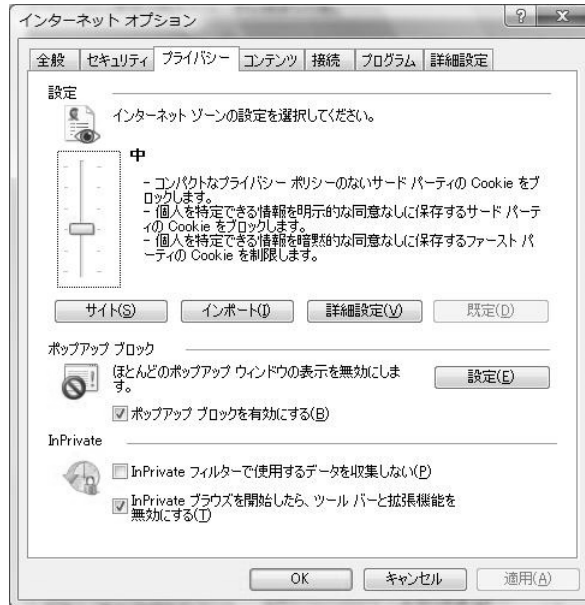 インターネット オプション
全般 セキュリティ プライバシー コンテンツ 接続 プログラム 詳細設定
設定
インターネット ゾーンの設定を選択してください。
中
- コンパクトなプライバシー ポリシーのないサード パーティの Cookie をブ
ロックします。
- 個人を特定できる情報を明示的な同意なしに保存するサード パーテ
ィの Cookie をブロックします。
- 個人を特定できる情報を暗黙的な同意なしに保存するファースト パ
ーティの Cookie を制限します。
サイト(S) インポート(I) 詳細設定(V) 既定(D)
ポップアップ ブロック
ほとんどのポップアップ ウィンドウの表示を無効にしま
す。
設定(E)
ポップアップ ブロックを有効にする(B)
InPrivate
InPrivate フィルターで使用するデータを収集しない(P)
InPrivate ブラウズを開始したら、ツール バーと拡張機能を
無効にする(T)
OK キャンセル 適用(A)